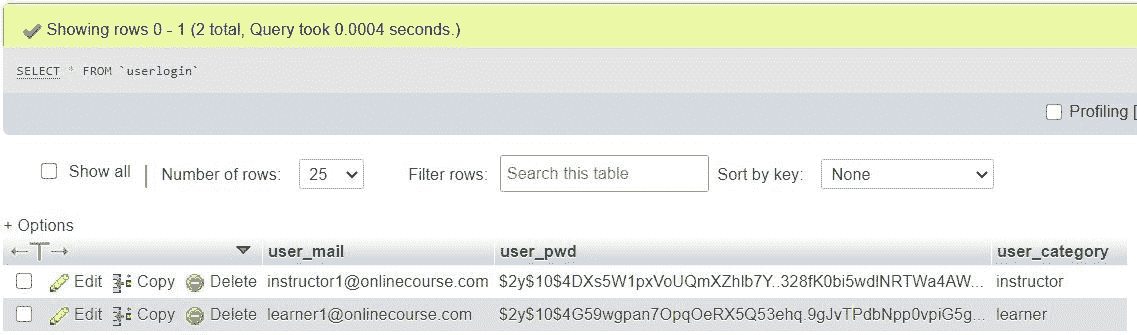 Showing rows 0 - 1 (2 total, Query took 0.0004 seconds.)
SELECT * FROM `userlogin`
Profiling [
Show all | Number of rows: 25 Filter rows: Search this table Sort by key: None
+ Options
←T→ user_mail user_pwd user_category
Edit Copy Delete instructor1@onlinecourse.com $2y$10$4DXs5W1pxVoUQmXZhlb7Y..328fK0bi5wdlNRTWa4AW... instructor
Edit Copy Delete learner1@onlinecourse.com $2y$10$4G59wgpan7OpqOeRX5Q53ehq.9gJvTPdbNpp0vpiG5g... learner